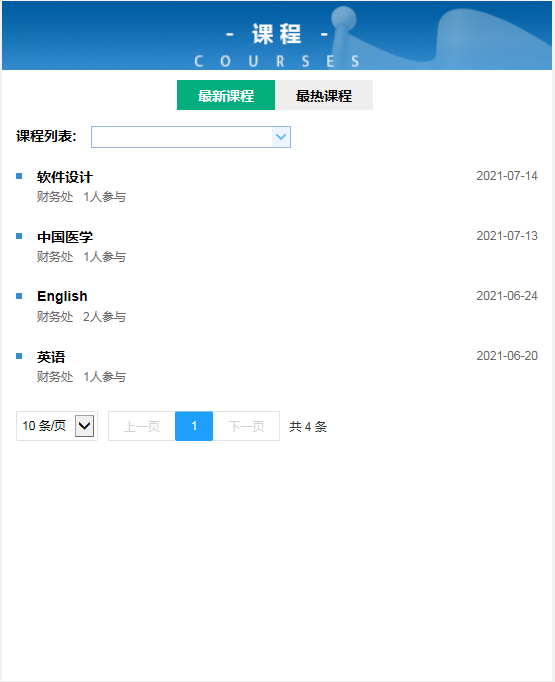 - 课程 -
COURSES
最新课程 最热课程
课程列表:
软件设计 2021-07-14
财务处 1人参与
中国医学 2021-07-13
财务处 1人参与
English 2021-06-24
财务处 2人参与
英语 2021-06-20
财务处 1人参与
10 条/页 上一页 1 下一页 共 4 条